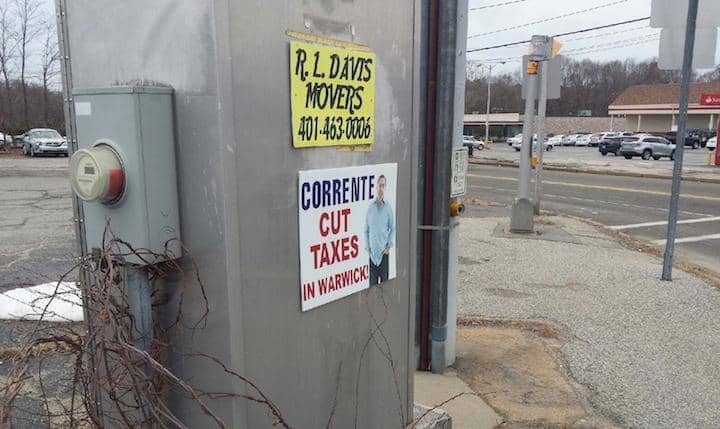 R. L. DAVIS
MOVERS
401-463-0006
CORRENTE
CUT
TAXES
IN WARWICK!